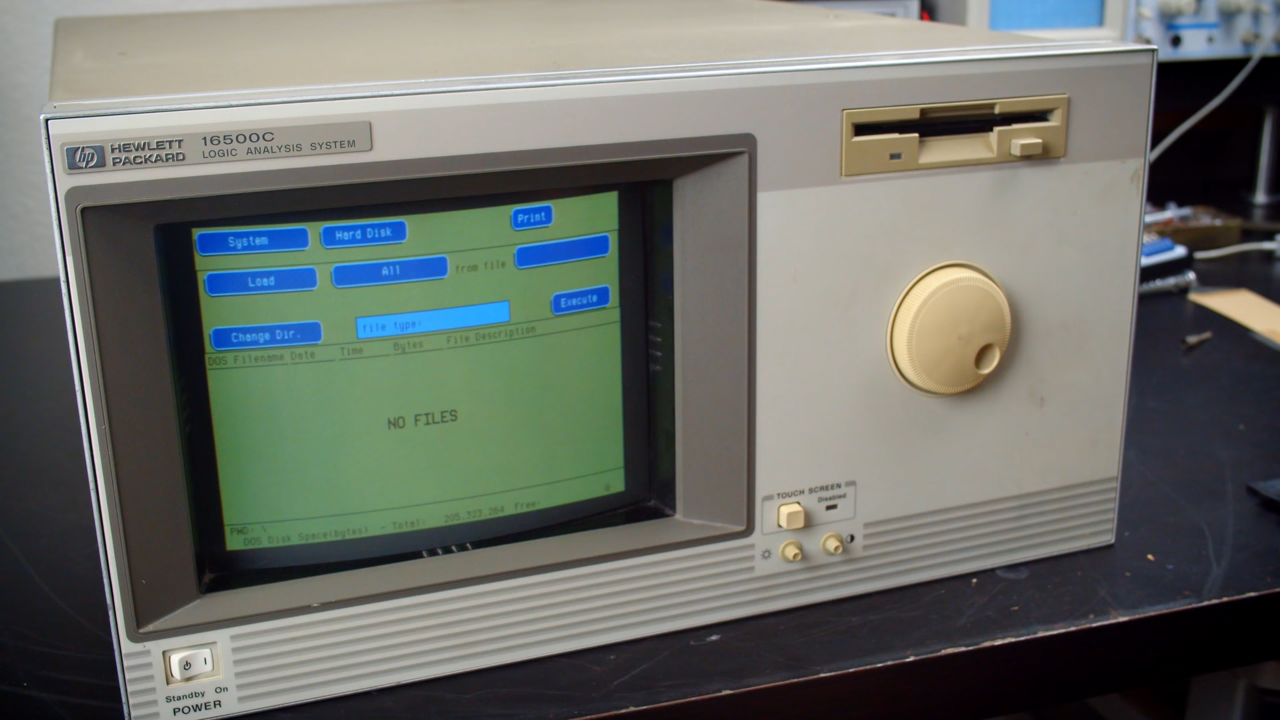 hp HEWLETT PACKARD
16500C
LOGIC ANALYSIS SYSTEM
System Hard Disk Print
Load All from file
Change Dir. file type: Execute
DOS Filename Date Time Bytes File Description
NO FILES
PWD: \
DOS Disk Space(bytes) - Total: 205,323,264 Free:
TOUCH SCREEN
Disabled
Standby On
POWER